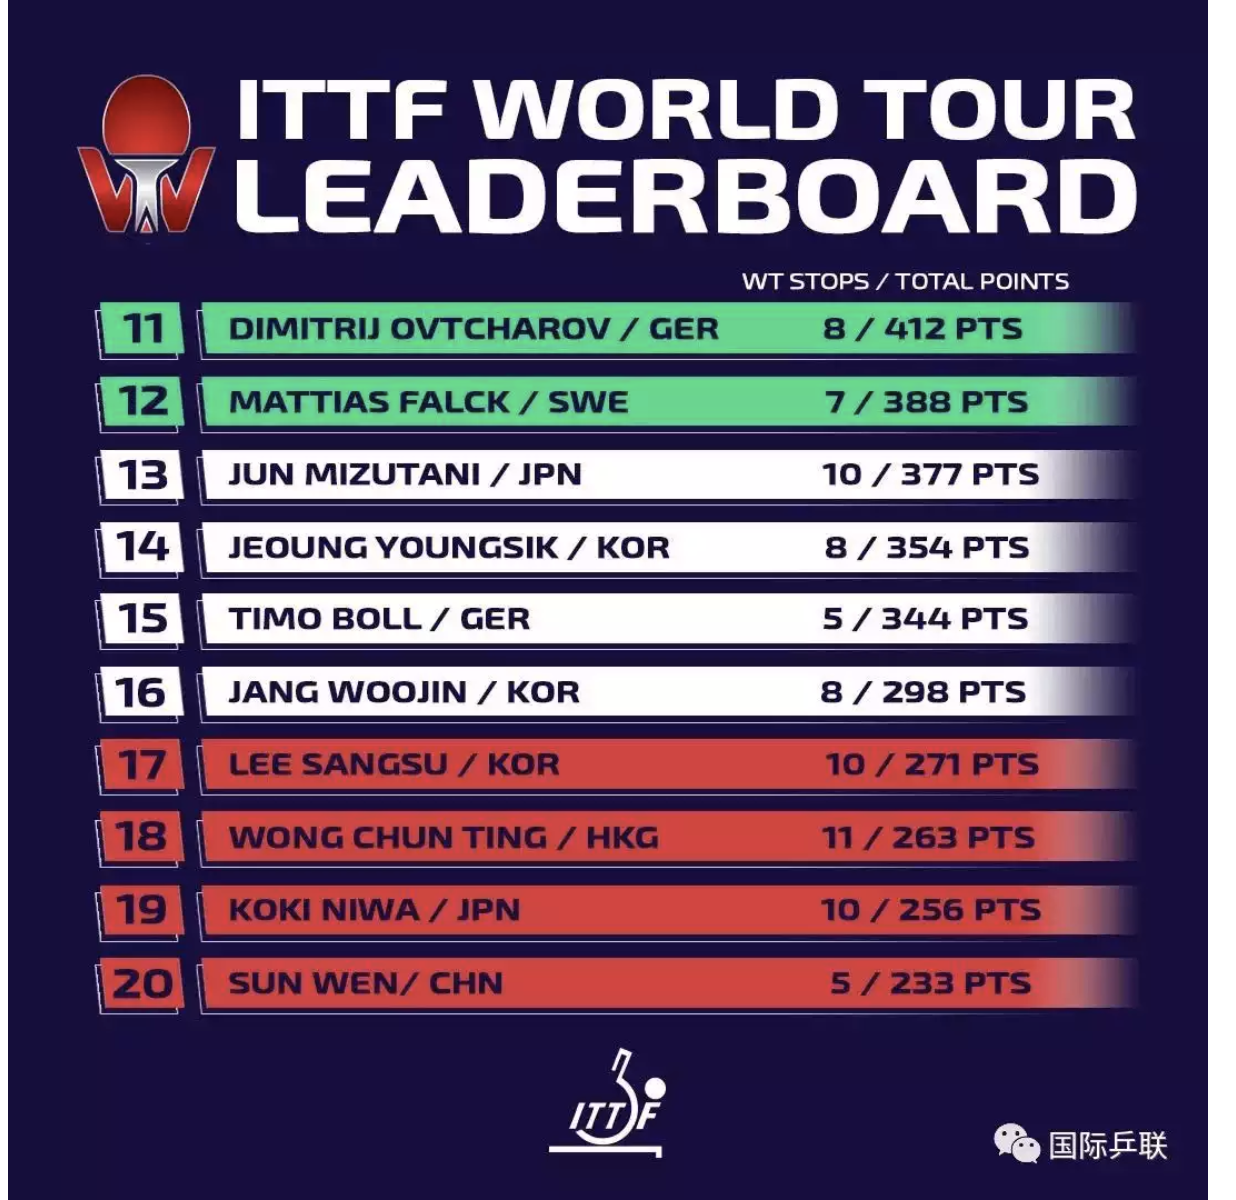 ITTF WORLD TOUR
LEADERBOARD
WT STOPS / TOTAL POINTS
11 DIMITRIJ OVTCHAROV / GER 8 / 412 PTS
12 MATTIAS FALCK / SWE 7 / 388 PTS
13 JUN MIZUTANI / JPN 10 / 377 PTS
14 JEOUNG YOUNGSIK / KOR 8 / 354 PTS
15 TIMO BOLL / GER 5 / 344 PTS
16 JANG WOOJIN / KOR 8 / 298 PTS
17 LEE SANGSU / KOR 10 / 271 PTS
18 WONG CHUN TING / HKG 11 / 263 PTS
19 KOKI NIWA / JPN 10 / 256 PTS
20 SUN WEN/ CHN 5 / 233 PTS
ITTF
国际乒联